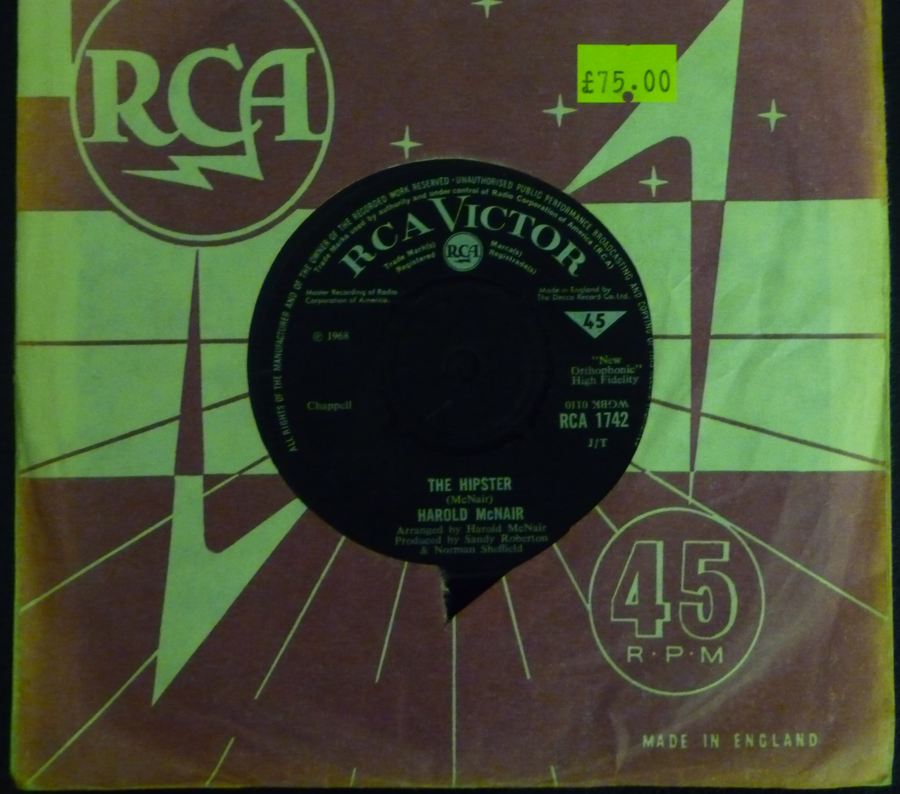 RCA
£75.00
ALL RIGHTS OF THE MANUFACTURER AND OF THE OWNER OF THE RECORDED WORK RESERVED · UNAUTHORISED PUBLIC PERFORMANCE BROADCASTING AND COPYING OF
Trade Marks used by authority and under control of Radio Corporation of America (RCA)
RCA VICTOR
Trade Mark(s)
Registered
RCA
Marca(s)
Registrada(s)
Master Recording of Radio
Corporation of America.
Made in England by
The Decca Record Co. Ltd.
45
℗ 1968
"New
Orthophonic"
High Fidelity
Chappell
WGBK 0110
RCA 1742
J/T
THE HIPSTER
(McNair)
HAROLD McNAIR
Arranged by Harold McNair
Produced by Sandy Roberton
& Norman Sheffield
45
R·P·M
MADE IN ENGLAND